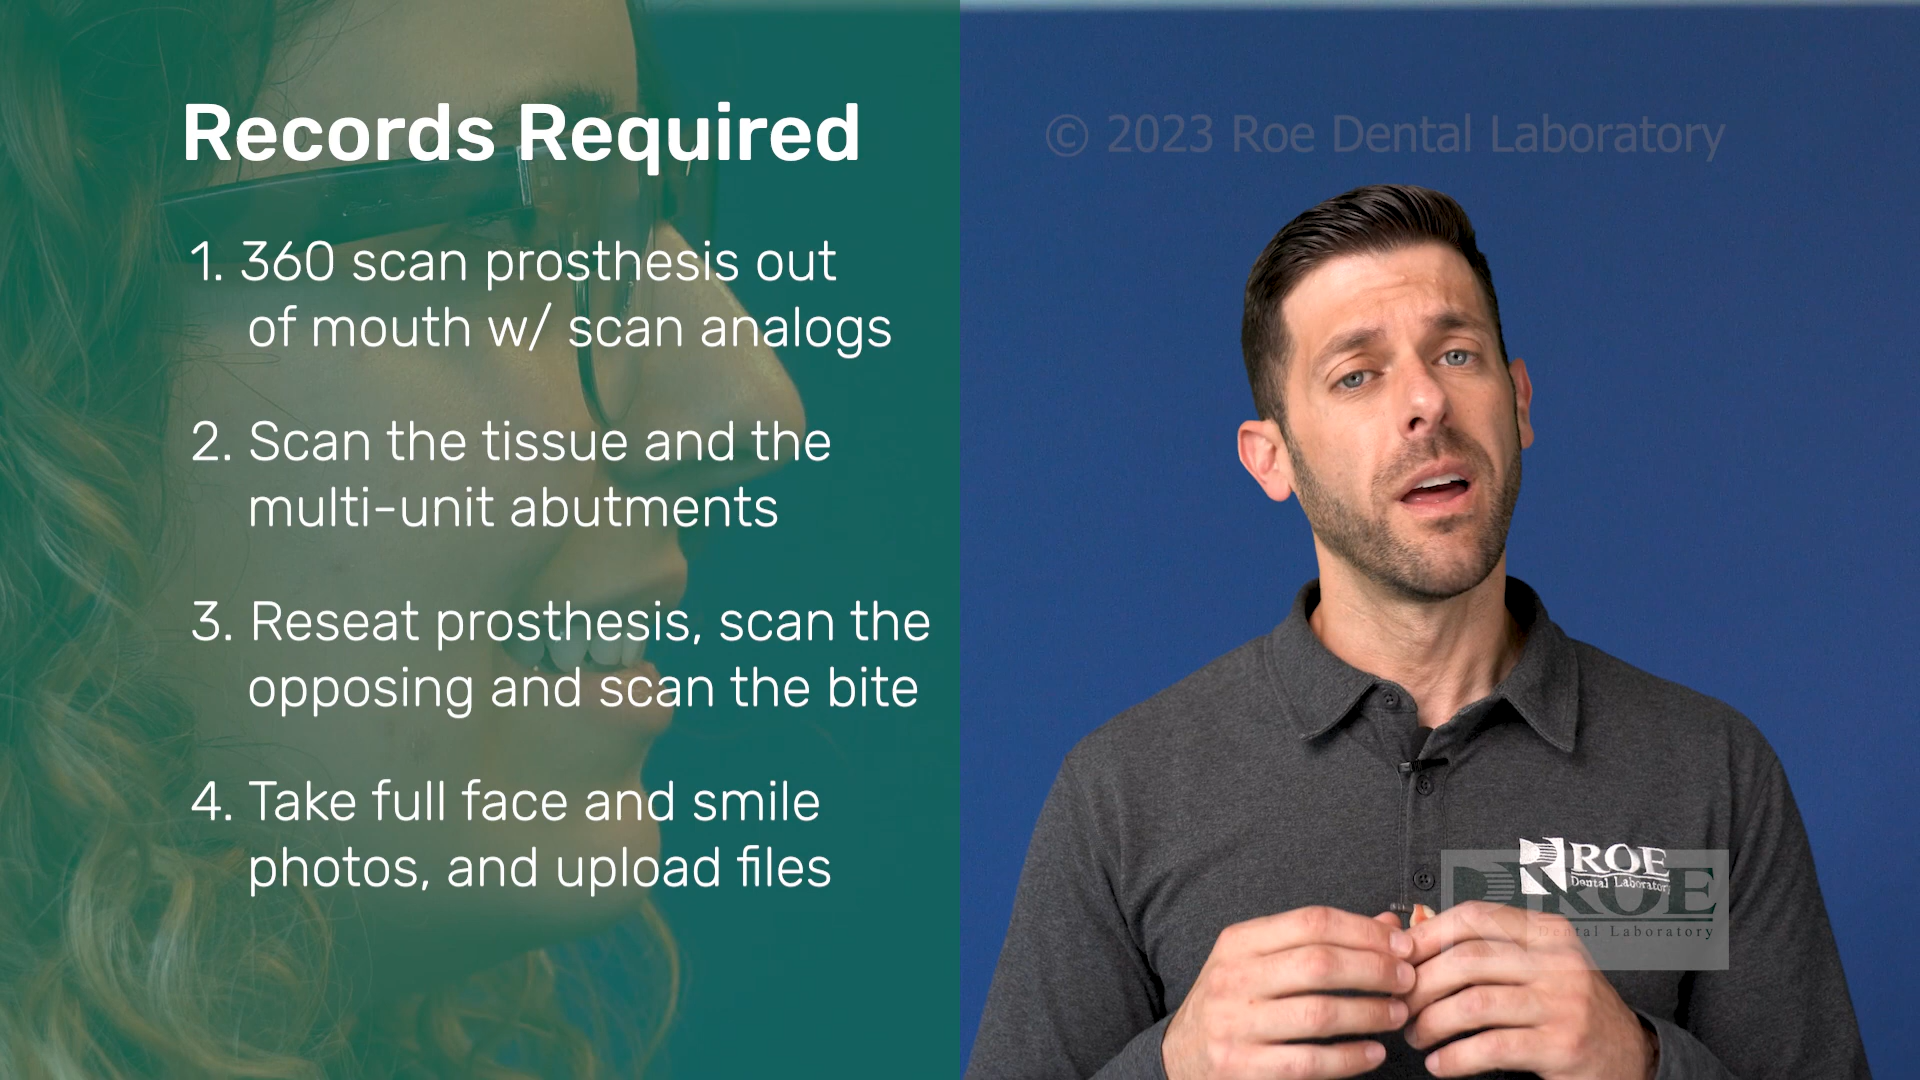 Records Required
1. 360 scan prosthesis out
of mouth w/ scan analogs
2. Scan the tissue and the
multi-unit abutments
3. Reseat prosthesis, scan the
opposing and scan the bite
4. Take full face and smile
photos, and upload files
© 2023 Roe Dental Laboratory
ROE
Dental Laboratory
ROE
Dental Laboratory